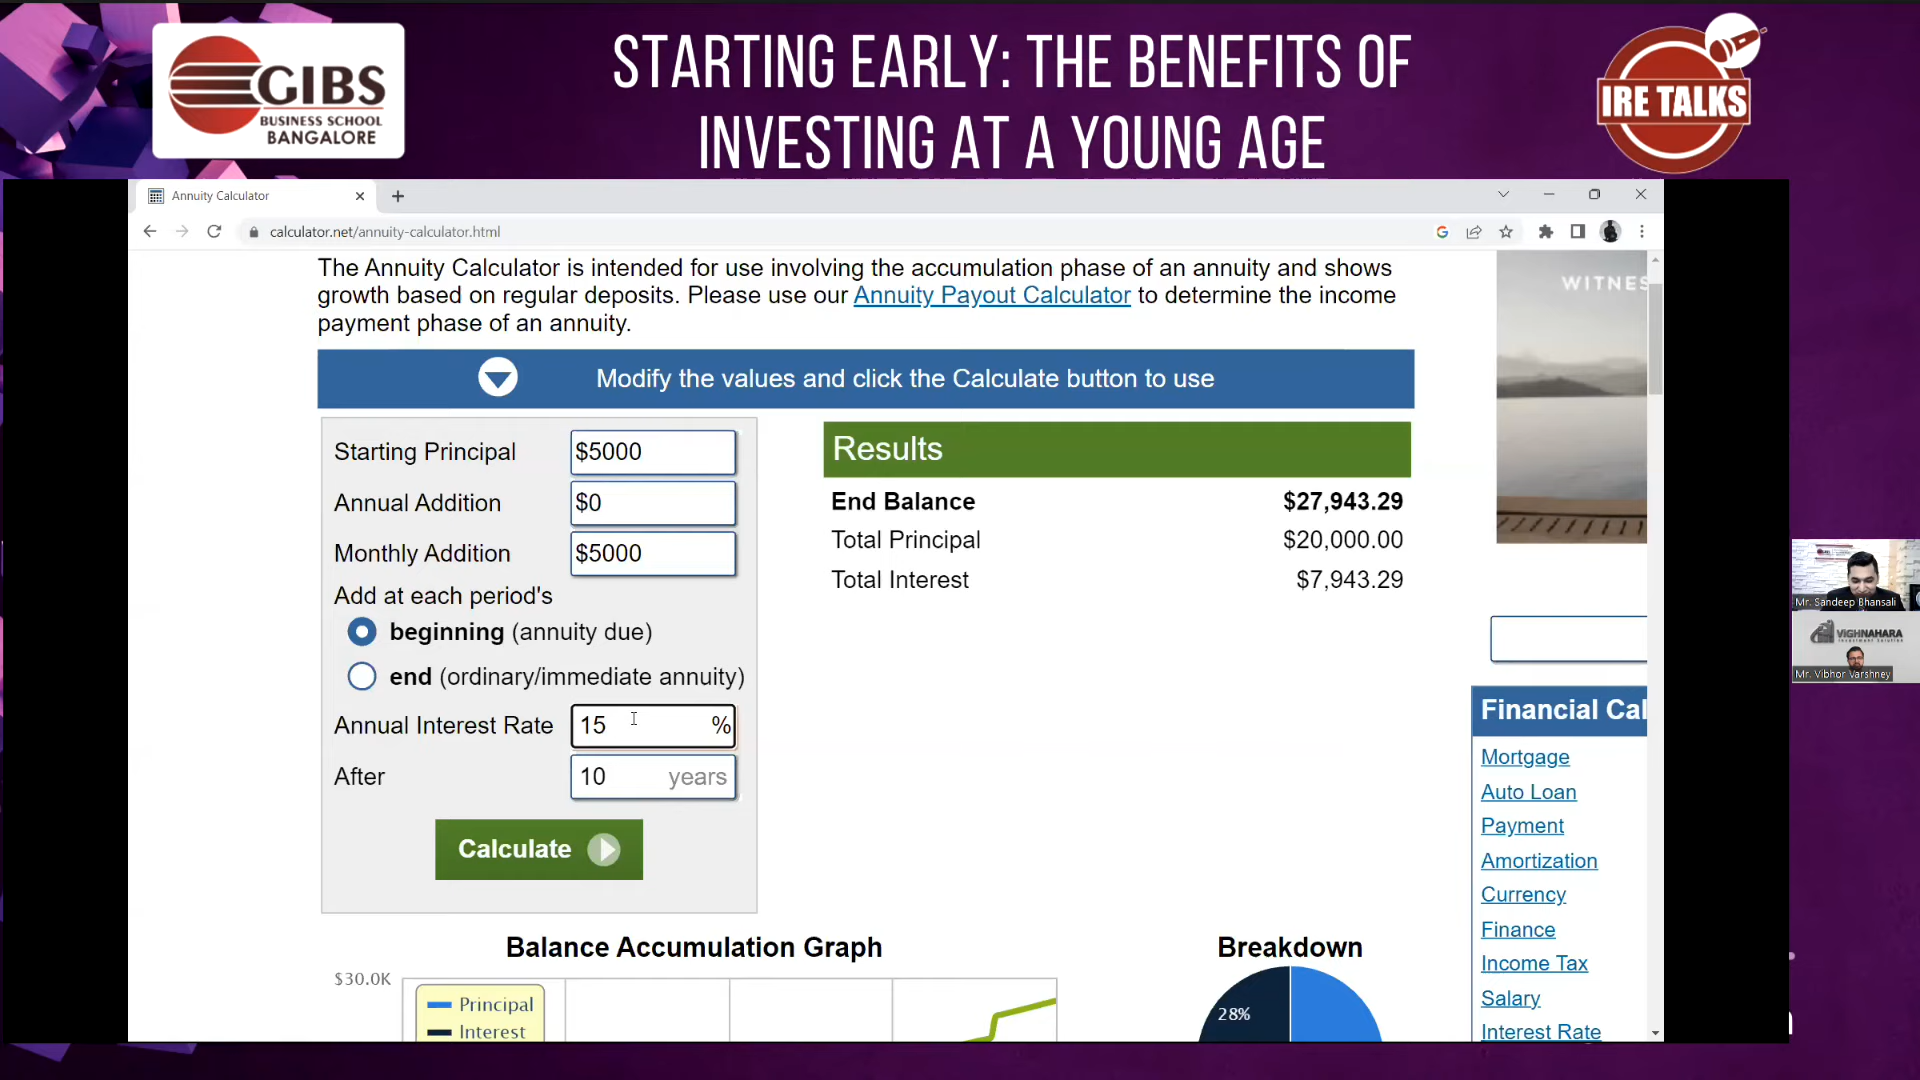 GIBS
BUSINESS SCHOOL
BANGALORE
STARTING EARLY: THE BENEFITS OF
INVESTING AT A YOUNG AGE
IRE TALKS
Annuity Calculator
calculator.net/annuity-calculator.html
The Annuity Calculator is intended for use involving the accumulation phase of an annuity and shows
growth based on regular deposits. Please use our Annuity Payout Calculator to determine the income
payment phase of an annuity.
WITNES
Modify the values and click the Calculate button to use
Starting Principal $5000
Annual Addition $0
Monthly Addition $5000
Add at each period's
beginning (annuity due)
end (ordinary/immediate annuity)
Annual Interest Rate 15 %
After 10 years
Calculate
Results
End Balance $27,943.29
Total Principal $20,000.00
Total Interest $7,943.29
Mr. Sandeep Bhansali
VIGHNAHARA
Mr. Vibhor Varshney
Financial Cal
Mortgage
Auto Loan
Payment
Amortization
Currency
Finance
Income Tax
Salary
Interest Rate
Balance Accumulation Graph
$30.0K
Principal
Interest
Breakdown
28%